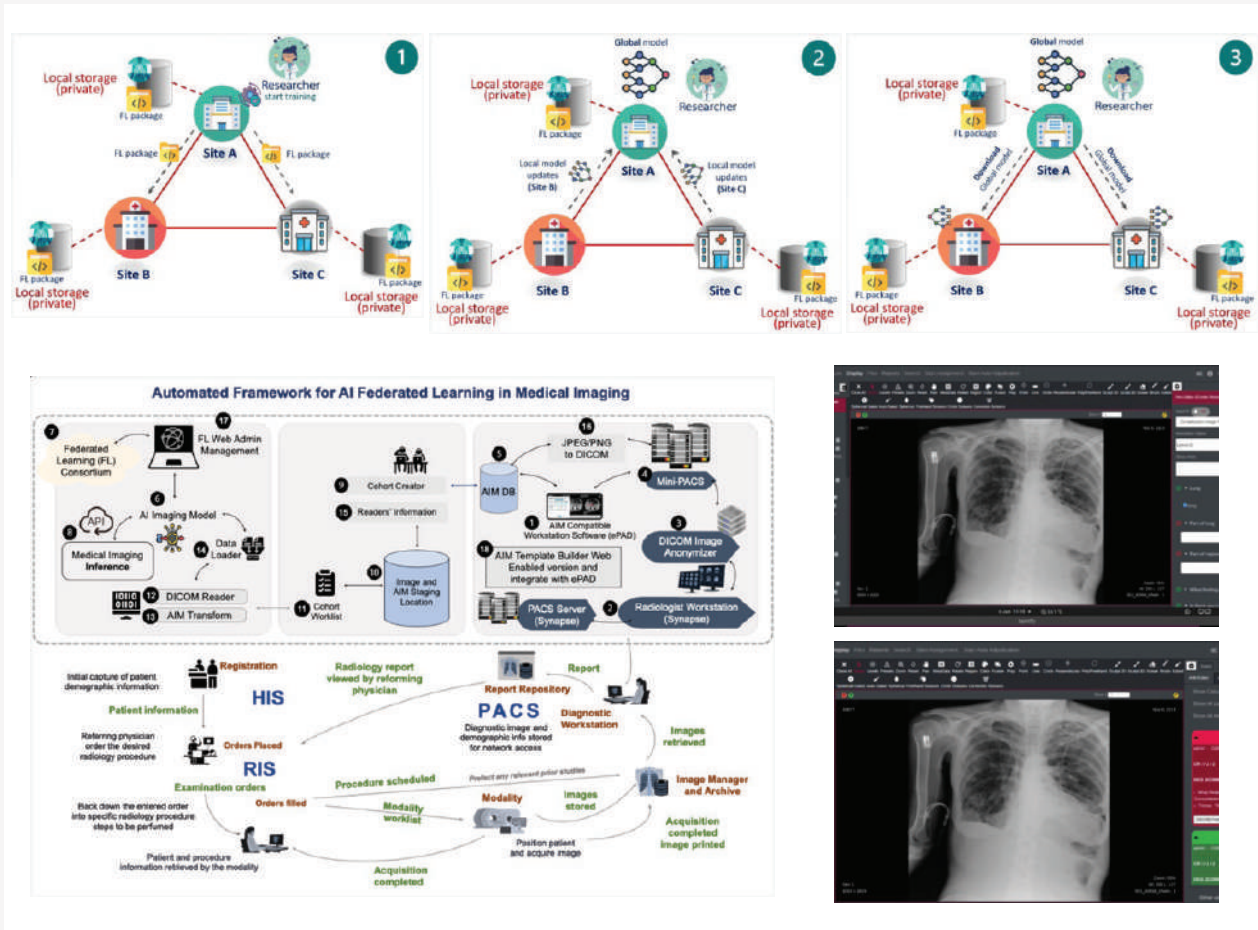 1
Local storage
(private)
FL package
Researcher
start training
FL package
FL package
Site A
Site B
Site C
FL package
Local storage
(private)
FL package
Local storage
(private)
2
Global model
Local storage
(private)
FL package
Researcher
Local model
updates
(Site B)
Site A
Local model
updates
(Site C)
Site B
Site C
FL package
Local storage
(private)
FL package
Local storage
(private)
3
Global model
Local storage
(private)
FL package
Researcher
Site A
Download
Global model
Download
Global model
Site B
Site C
FL package
Local storage
(private)
FL package
Local storage
(private)
Automated Framework for AI Federated Learning in Medical Imaging
7
Federated
Learning (FL)
Consortium
17
FL Web Admin
Management
6
AI Imaging Model
8
API
Medical Imaging
Inference
14
Data
Loader
12
DICOM Reader
13
AIM Transform
9
Cohort Creator
15
Readers' Information
10
Image and
AIM Staging
Location
11
Cohort
Worklist
5
AIM DB
16
JPEG/PNG
to DICOM
4
Mini-PACS
1
AIM Compatible
Workstation Software (ePAD)
3
DICOM Image
Anonymizer
18
AIM Template Builder Web
Enabled version and
integrate with ePAD
PACS Server
(Synapse)
2
Radiologist Workstation
(Synapse)
Registration
Initial capture of patient
demographic information
HIS
Patient information
Referring physician
order the desired
radiology procedure
Orders Placed
RIS
Examination orders
Radiology report
viewed by reforming
physician
Report
Report Repository
PACS
Diagnostic image and
demographic info stored
for network access
Diagnostic
Workstation
Images
retrieved
Procedure scheduled
Pretect any relevant prior studies
Image Manager
and Archive
Back down the entered order
into specific radiology procedure
steps to be perfumed
Orders filled
Modality
worklist
Modality
Images
stored
Position patient
and acquire image
Acquisition
completed
image printed
Patient and procedure
information retrieved by the modality
Acquisition
completed